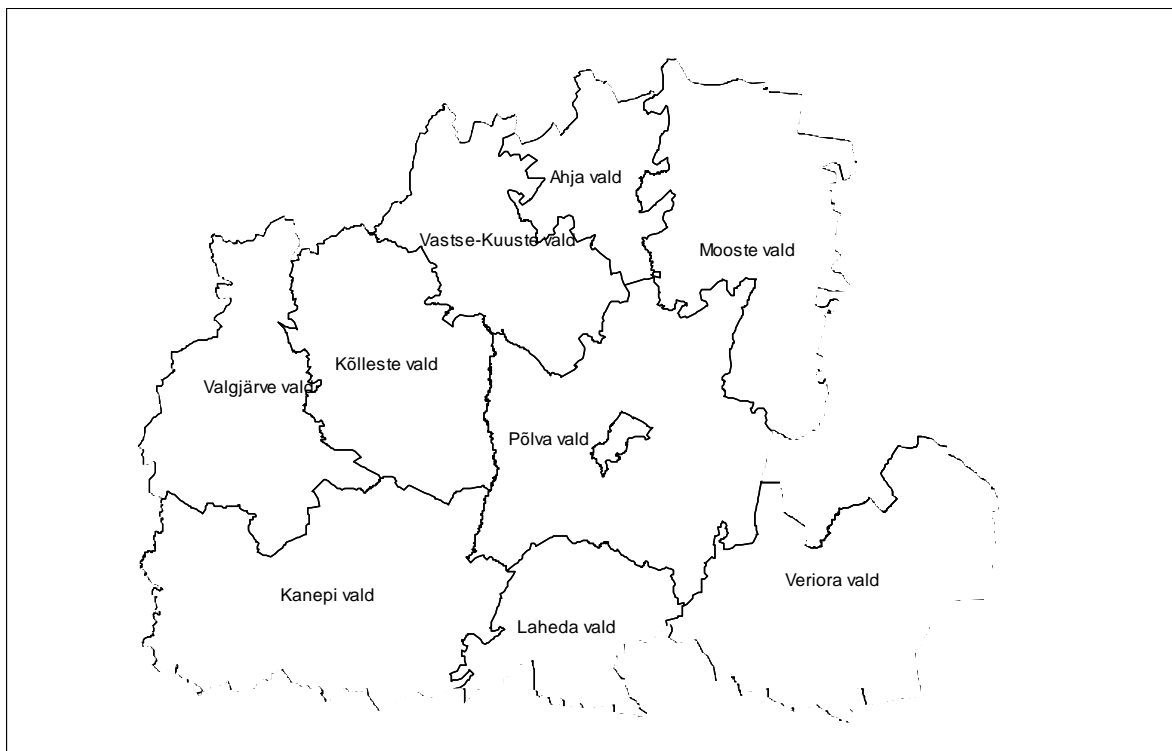 Ahja vald
Vastse-Kuuste vald
Mooste vald
Kõlleste vald
Valgjärve vald
Põlva vald
Veriora vald
Kanepi vald
Laheda vald